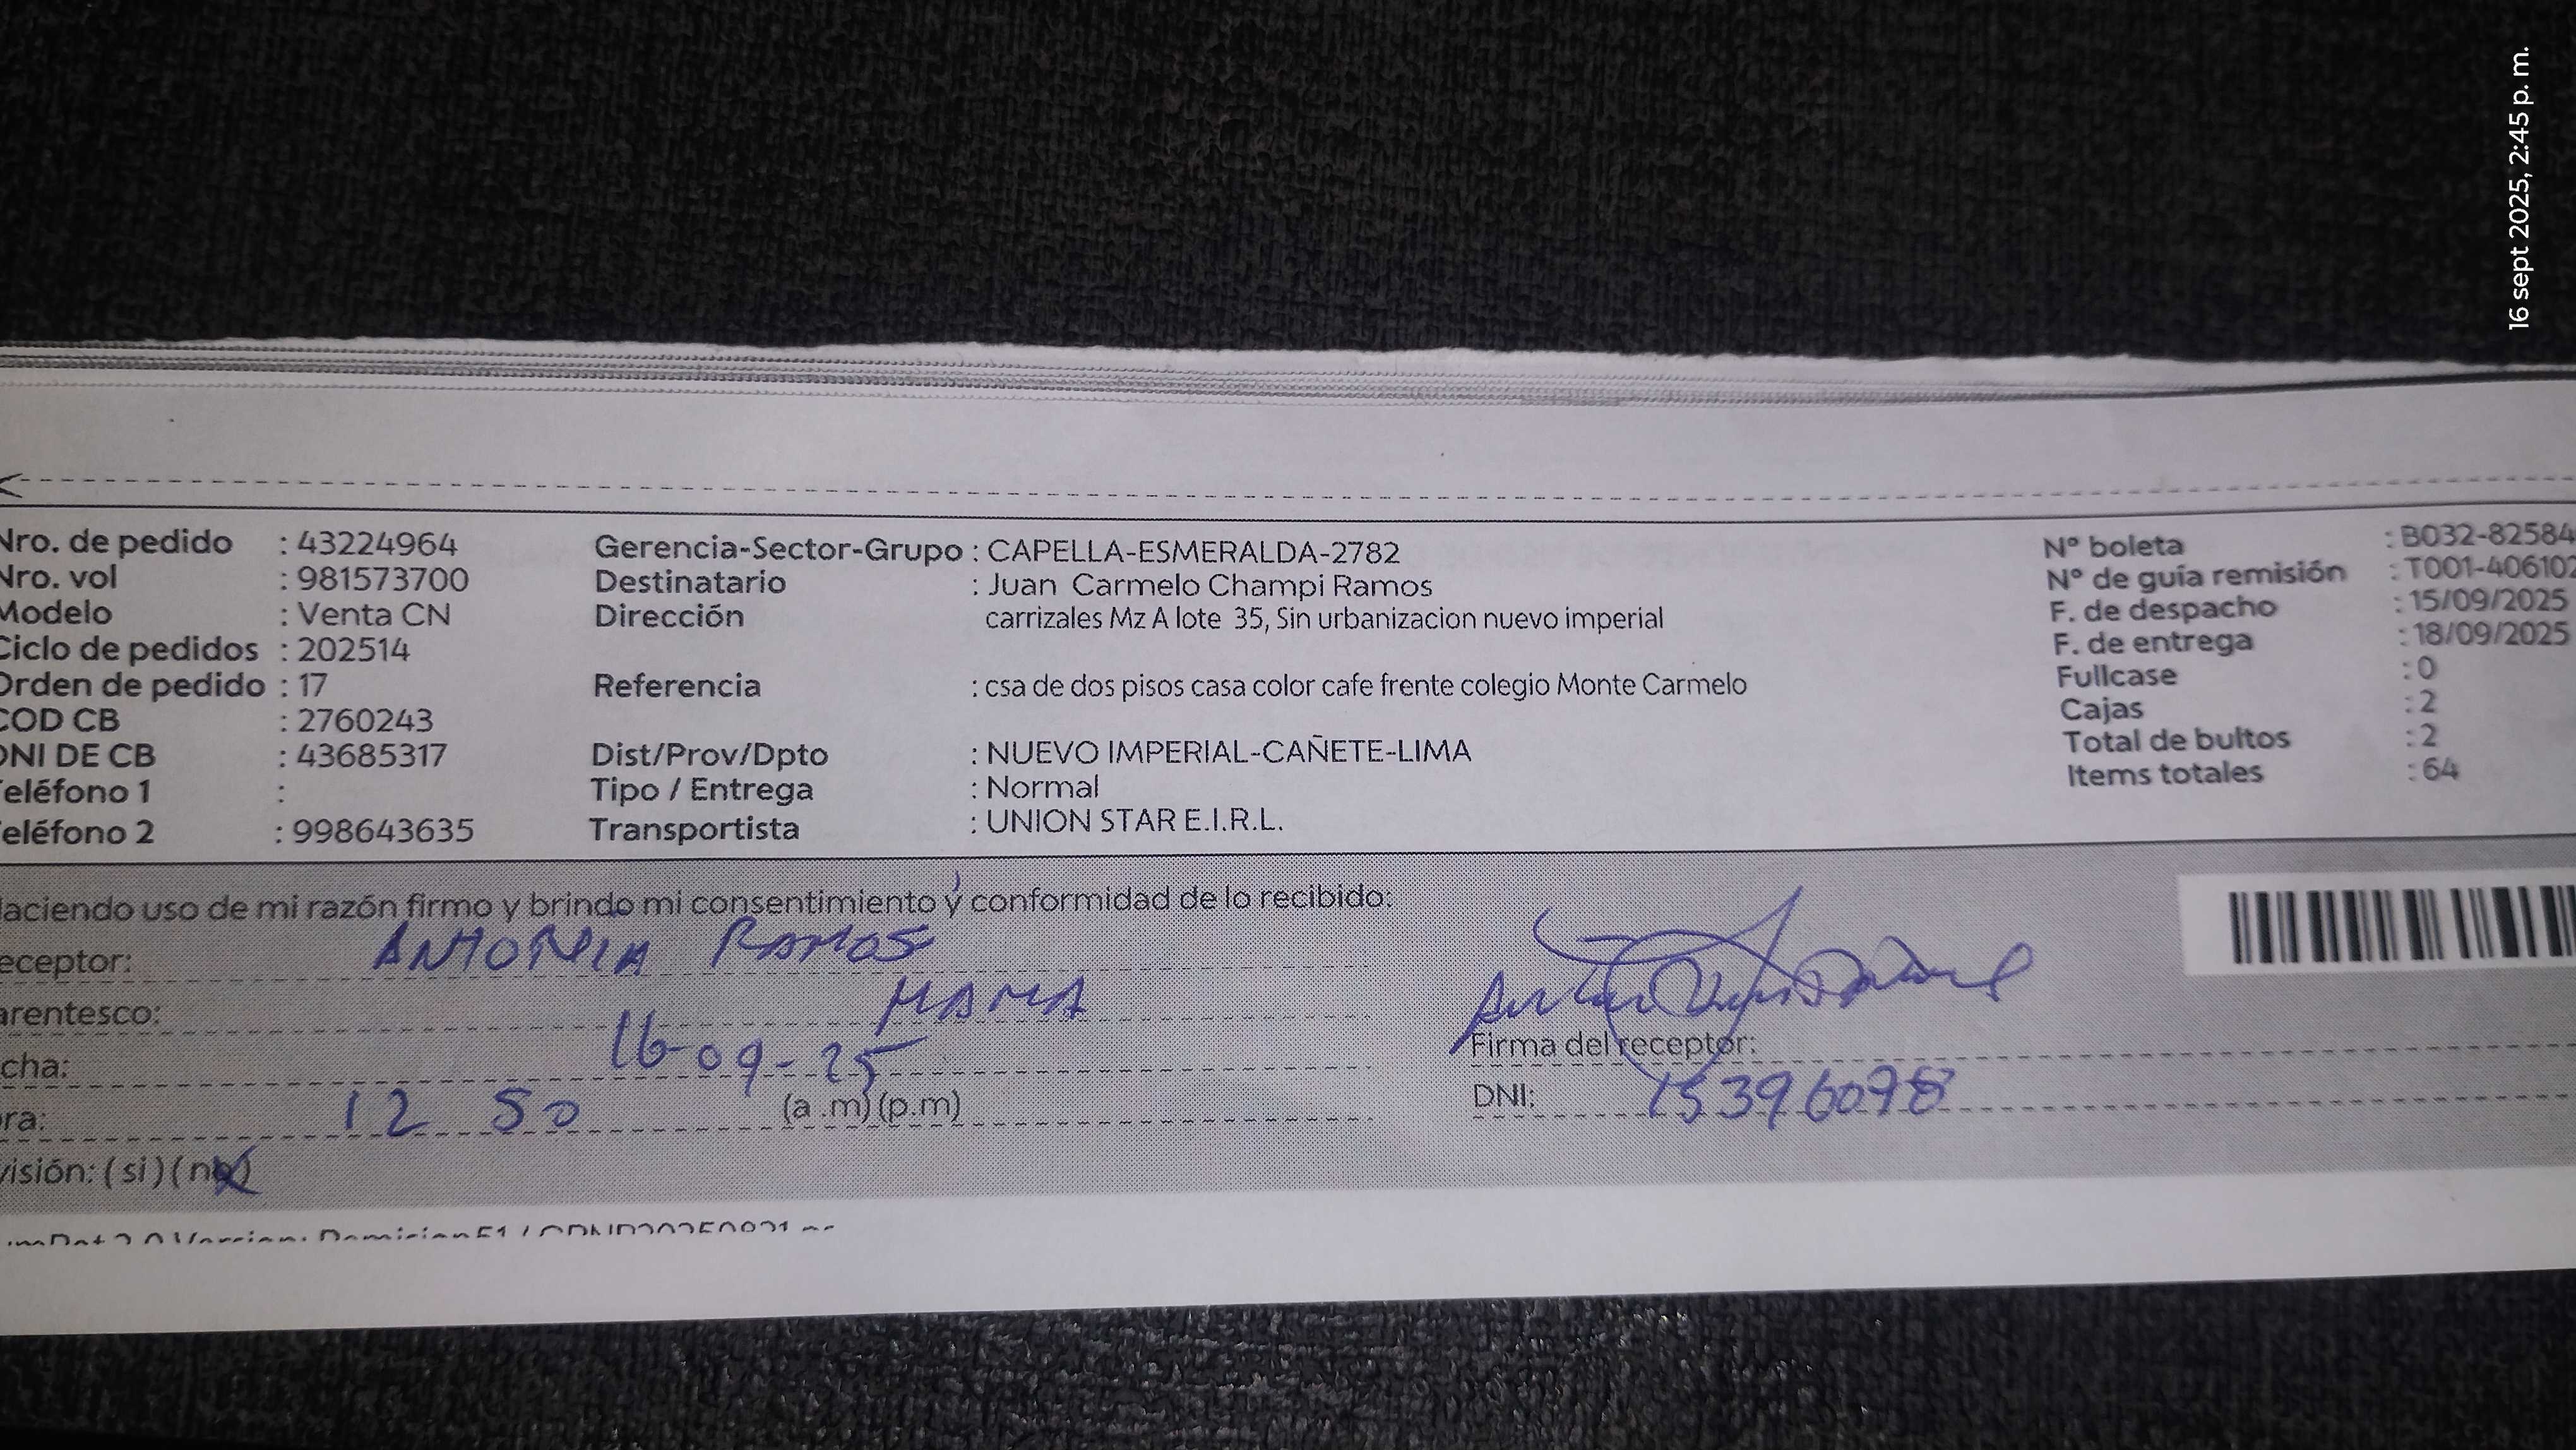 16 sept 2025, 2:45 p. m.
Nro. de pedido : 43224964
Nro. vol : 981573700
Modelo : Venta CN
Ciclo de pedidos : 202514
Orden de pedido : 17
COD CB : 2760243
DNI DE CB : 43685317
Teléfono 1 :
Teléfono 2 : 998643635
Gerencia-Sector-Grupo : CAPELLA-ESMERALDA-2782
Destinatario : Juan Carmelo Champi Ramos
Dirección carrizales Mz A lote 35, Sin urbanizacion nuevo imperial
Referencia : csa de dos pisos casa color cafe frente colegio Monte Carmelo
Dist/Prov/Dpto : NUEVO IMPERIAL-CAÑETE-LIMA
Tipo / Entrega : Normal
Transportista : UNION STAR E.I.R.L.
N° boleta : B032-82584
N° de guía remisión : T001-406102
F. de despacho : 15/09/2025
F. de entrega : 18/09/2025
Fullcase : 0
Cajas : 2
Total de bultos : 2
Items totales : 64
Haciendo uso de mi razón firmo y brindo mi consentimiento y conformidad de lo recibido:
eceptor: ANTONIA RAMOS
arentesco: MAMA
cha: 16-09-25
ora: 12 50 (a .m) (p.m)
visión: ( si ) ( no )
Firma del receptor:
DNI: 15396078